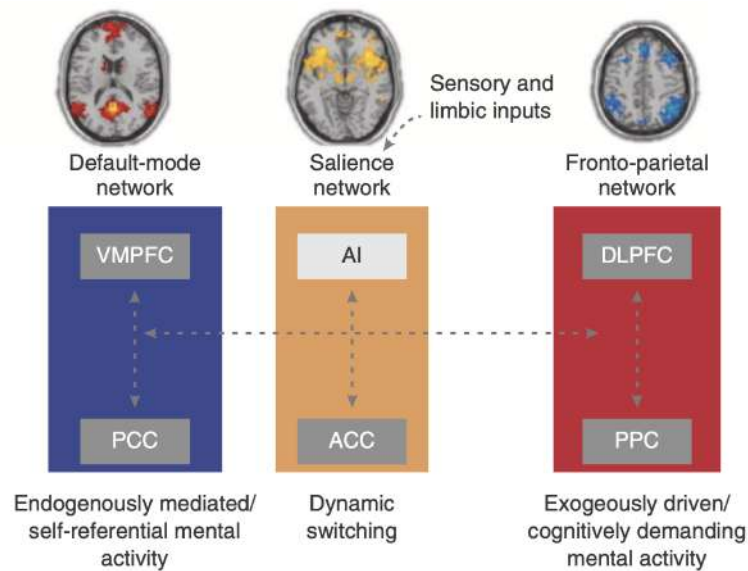 Sensory and
limbic inputs
Default-mode
network
Salience
network
Fronto-parietal
network
VMPFC
AI
DLPFC
PCC
ACC
PPC
Endogenously mediated/
self-referential mental
activity
Dynamic
switching
Exogeously driven/
cognitively demanding
mental activity